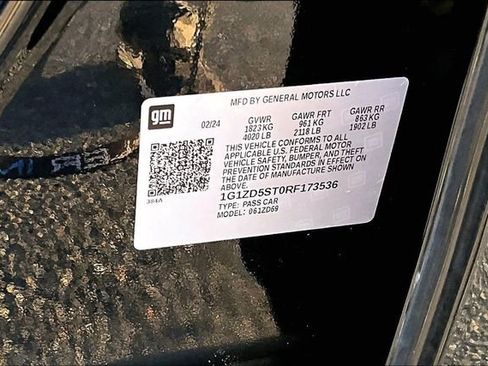 gm
MFD BY GENERAL MOTORS LLC
02/24 GVWR GAWR FRT GAWR RR
1823 KG 961 KG 863 KG
4020 LB 2118 LB 1902 LB
THIS VEHICLE CONFORMS TO ALL
APPLICABLE U.S. FEDERAL MOTOR
VEHICLE SAFETY, BUMPER, AND THEFT
PREVENTION STANDARDS IN EFFECT ON
THE DATE OF MANUFACTURE SHOWN
ABOVE.
1G1ZD5ST0RF173536
TYPE: PASS CAR
MODEL: 061ZD69